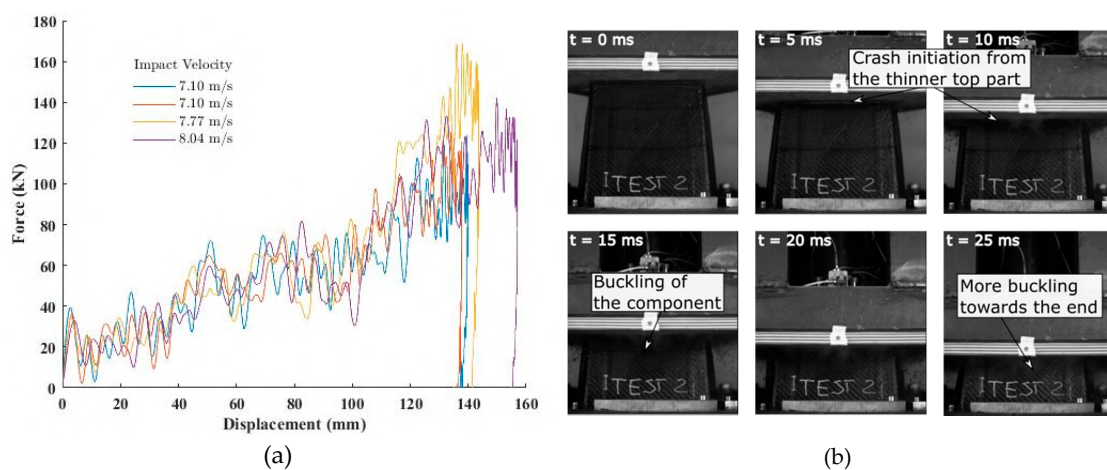 180
160
140
120
100
80
60
40
20
0
Force (kN)
Impact Velocity
7.10 m/s
7.10 m/s
7.77 m/s
8.04 m/s
0 20 40 60 80 100 120 140 160
Displacement (mm)
(a)
t = 0 ms
t = 5 ms
t = 10 ms
Crash initiation from
the thinner top part
ITEST 2
ITEST 2
ITEST 2
t = 15 ms
t = 20 ms
t = 25 ms
Buckling of
the component
More buckling
towards the end
ITEST 2
ITEST 2
ITEST 2
(b)